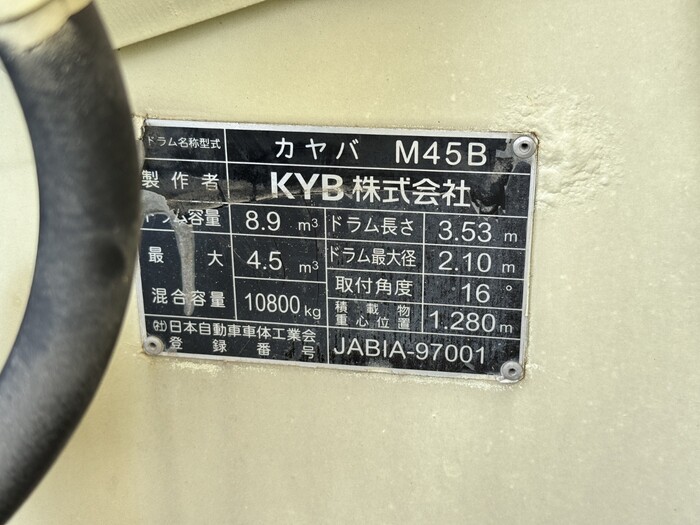 ドラム名称型式 カヤバ M45B
製作者 KYB株式会社
ドラム容量 8.9 m³ ドラム長さ 3.53 m
最大 4.5 m³ ドラム最大径 2.10 m
混合容量 10800 kg 取付角度 16°
積載物重心位置 1.280 m
(社)日本自動車車体工業会
登録番号 JABIA-97001